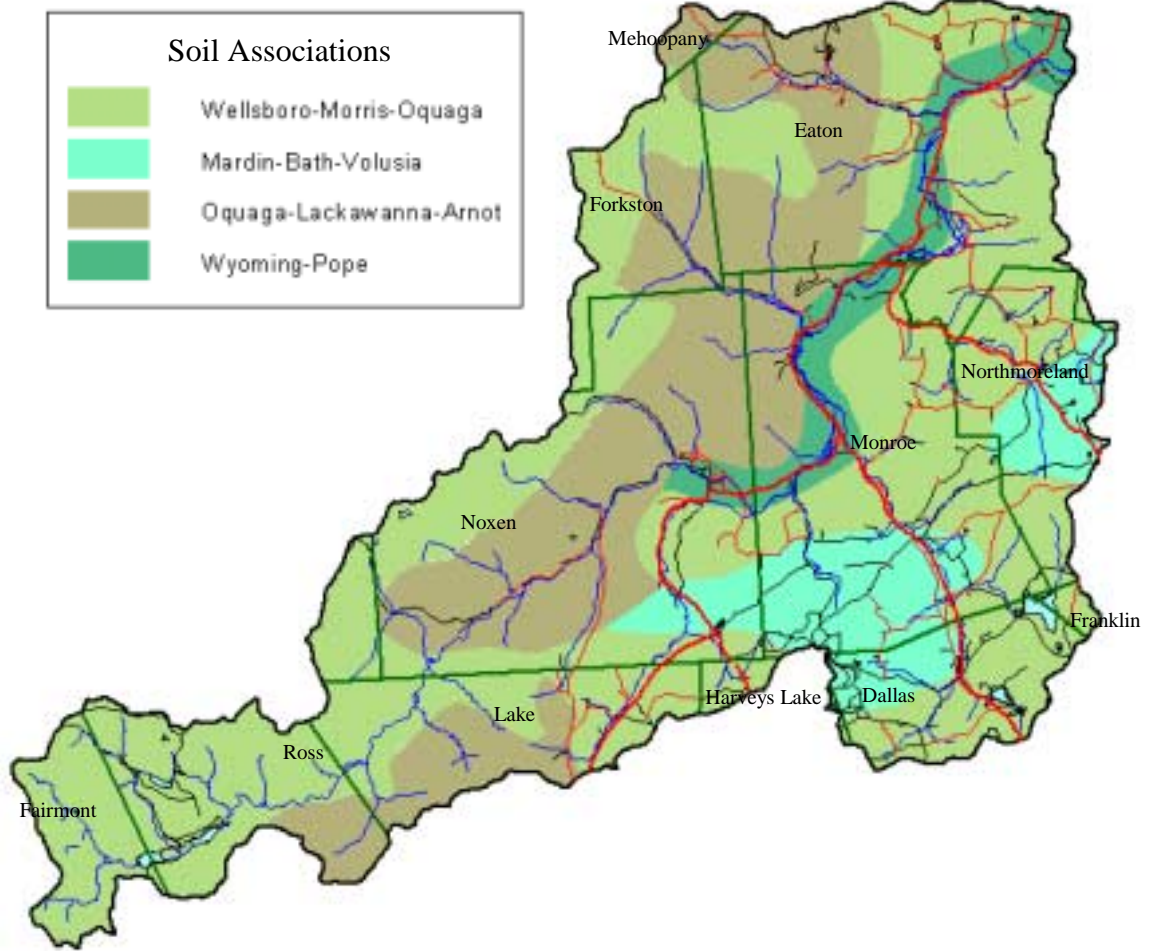 Soil Associations
Wellsboro-Morris-Oquaga
Mardin-Bath-Volusia
Oquaga-Lackawanna-Arnot
Wyoming-Pope
Mehoopany
Eaton
Forkston
Northmoreland
Monroe
Noxen
Franklin
Harveys Lake
Dallas
Lake
Ross
Fairmont